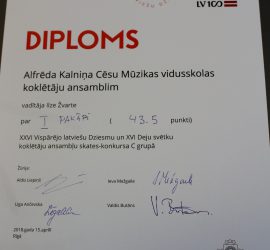 LV100
DIPLOMS
Alfrēda Kalniņa Cēsu Mūzikas vidusskolas
koklētāju ansamblim
vadītāja Ilze Žvarte
par I PAKĀPI ( 43.5 punkti)
XXVI Vispārējo latviešu Dziesmu un XVI Deju svētku
koklētāju ansambļu skates-konkursa C grupā
Žūrija:
Aldis Liepiņš Ieva Mežgaile
Līga Ančevska Valdis Butāns
2018.gada 15.aprīlī
Rīgā